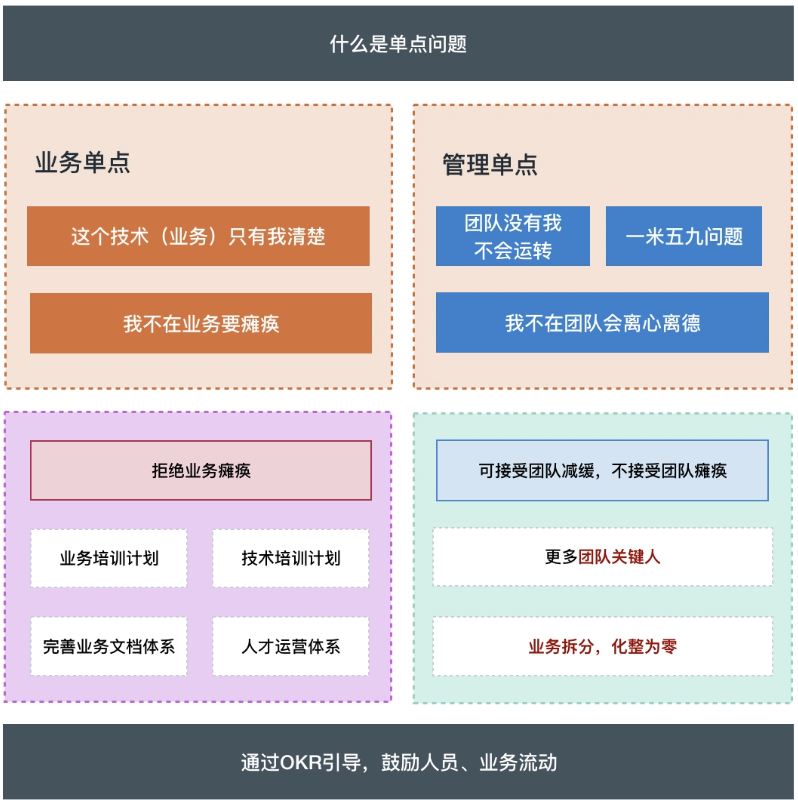 什么是单点问题
业务单点
这个技术（业务）只有我清楚
我不在业务要瘫痪
管理单点
团队没有我
不会运转
一米五九问题
我不在团队会离心离德
拒绝业务瘫痪
业务培训计划
技术培训计划
完善业务文档体系
人才运营体系
可接受团队减缓，不接受团队瘫痪
更多团队关键人
业务拆分，化整为零
通过OKR引导，鼓励人员、业务流动